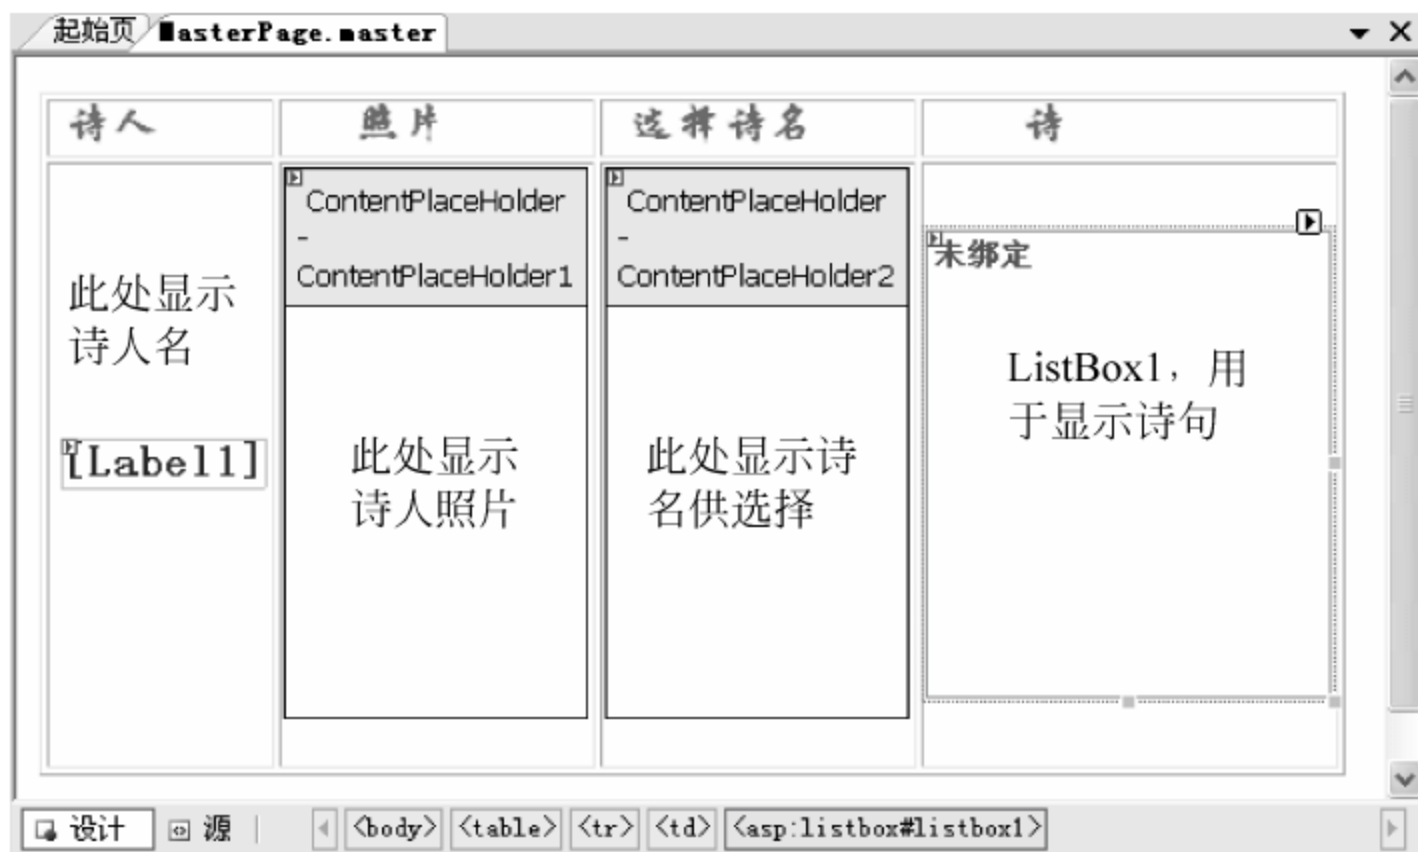 起始页 MasterPage.master
诗人 照片 选择诗名 诗
ContentPlaceHolder
-
ContentPlaceHolder1
ContentPlaceHolder
-
ContentPlaceHolder2
未绑定
此处显示
诗人名
[Label1]
此处显示
诗人照片
此处显示诗
名供选择
ListBox1，用
于显示诗句
设计 源 <body> <table> <tr> <td> <asp:listbox#listbox1>